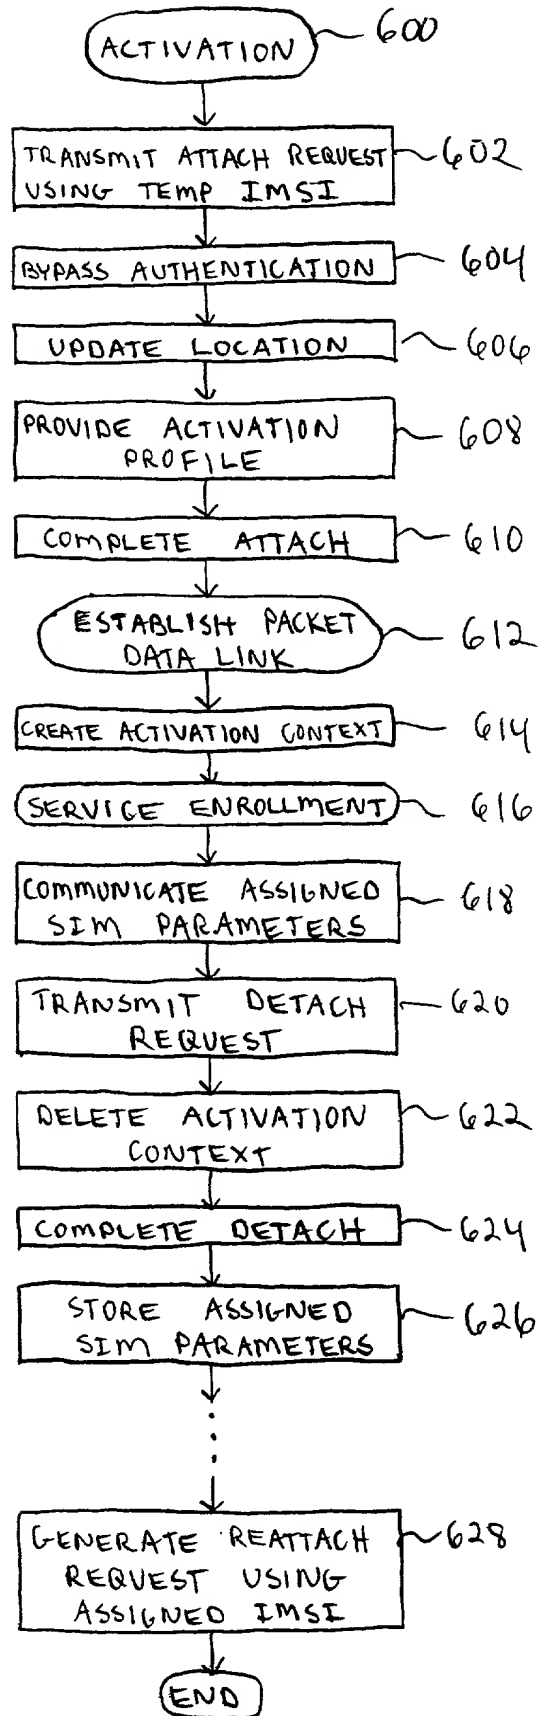 ACTIVATION
600
TRANSMIT ATTACH REQUEST
USING TEMP IMSI
602
BYPASS AUTHENTICATION
604
UPDATE LOCATION
606
PROVIDE ACTIVATION
PROFILE
608
COMPLETE ATTACH
610
ESTABLISH PACKET
DATA LINK
612
CREATE ACTIVATION CONTEXT
614
SERVICE ENROLLMENT
616
COMMUNICATE ASSIGNED
SIM PARAMETERS
618
TRANSMIT DETACH
REQUEST
620
DELETE ACTIVATION
CONTEXT
622
COMPLETE DETACH
624
STORE ASSIGNED
SIM PARAMETERS
626
GENERATE REATTACH
REQUEST USING
ASSIGNED IMSI
628
END